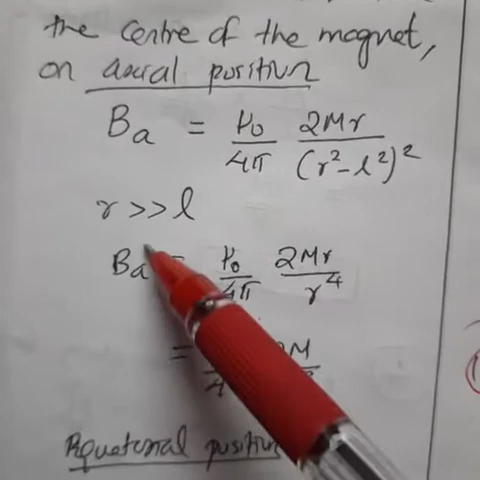 the centre of the magnet,
on axial position
Ba = μ0/4π 2Mr/(r²-l²)²
r >> l
Ba = μ0/4π 2Mr/r⁴
=
Equatorial position